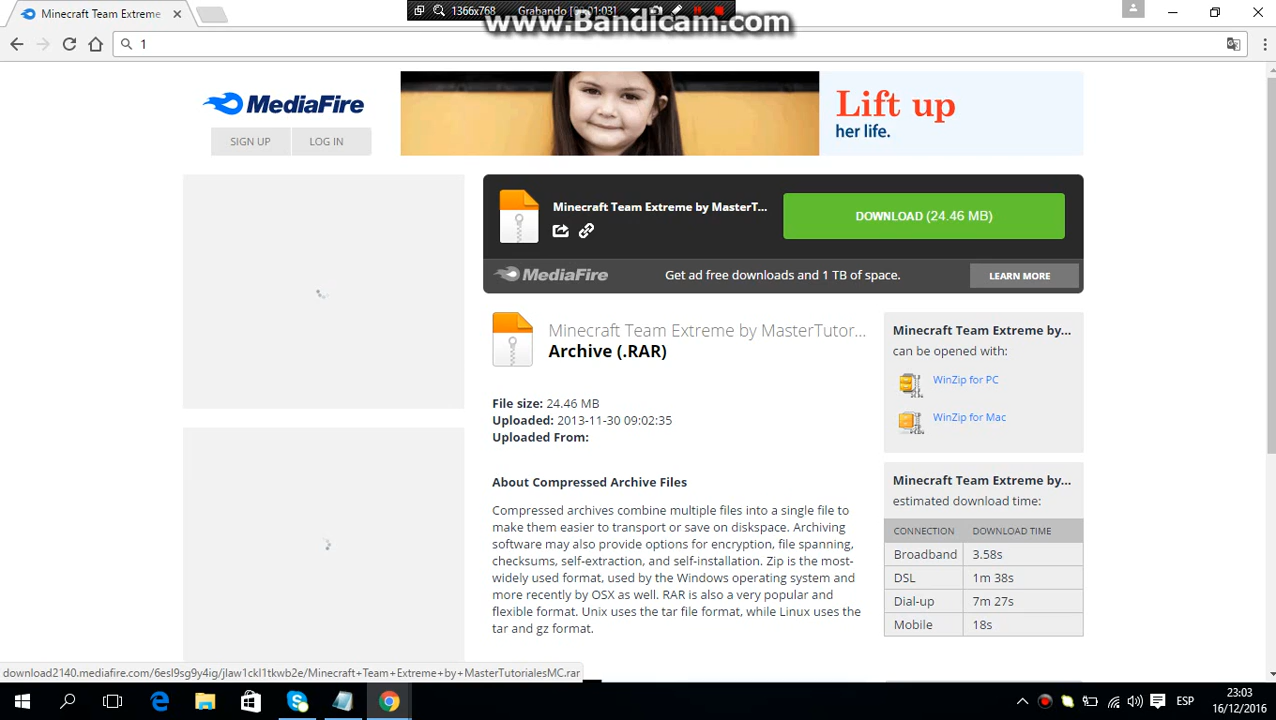 Minecraft Team Extreme
1366x768
Grabando [00:01:03]
www.Bandicam.com
1
MediaFire
SIGN UP
LOG IN
Lift up
her life.
Minecraft Team Extreme by MasterT...
DOWNLOAD (24.46 MB)
MediaFire
Get ad free downloads and 1 TB of space.
LEARN MORE
Minecraft Team Extreme by MasterTutor...
Archive (.RAR)
File size: 24.46 MB
Uploaded: 2013-11-30 09:02:35
Uploaded From:
About Compressed Archive Files
Compressed archives combine multiple files into a single file to
make them easier to transport or save on diskspace. Archiving
software may also provide options for encryption, file spanning,
checksums, self-extraction, and self-installation. Zip is the most-
widely used format, used by the Windows operating system and
more recently by OSX as well. RAR is also a very popular and
flexible format. Unix uses the tar file format, while Linux uses the
tar and gz format.
Minecraft Team Extreme by...
can be opened with:
WinZip for PC
WinZip for Mac
Minecraft Team Extreme by...
estimated download time:
CONNECTION DOWNLOAD TIME
Broadband 3.58s
DSL 1m 38s
Dial-up 7m 27s
Mobile 18s
download2140.mediafire.com/6esl9sg9y4ig/jlaw1ckl1tkwb2e/Minecraft+Team+Extreme+by+MasterTutorialesMC.rar
ESP
23:03
16/12/2016